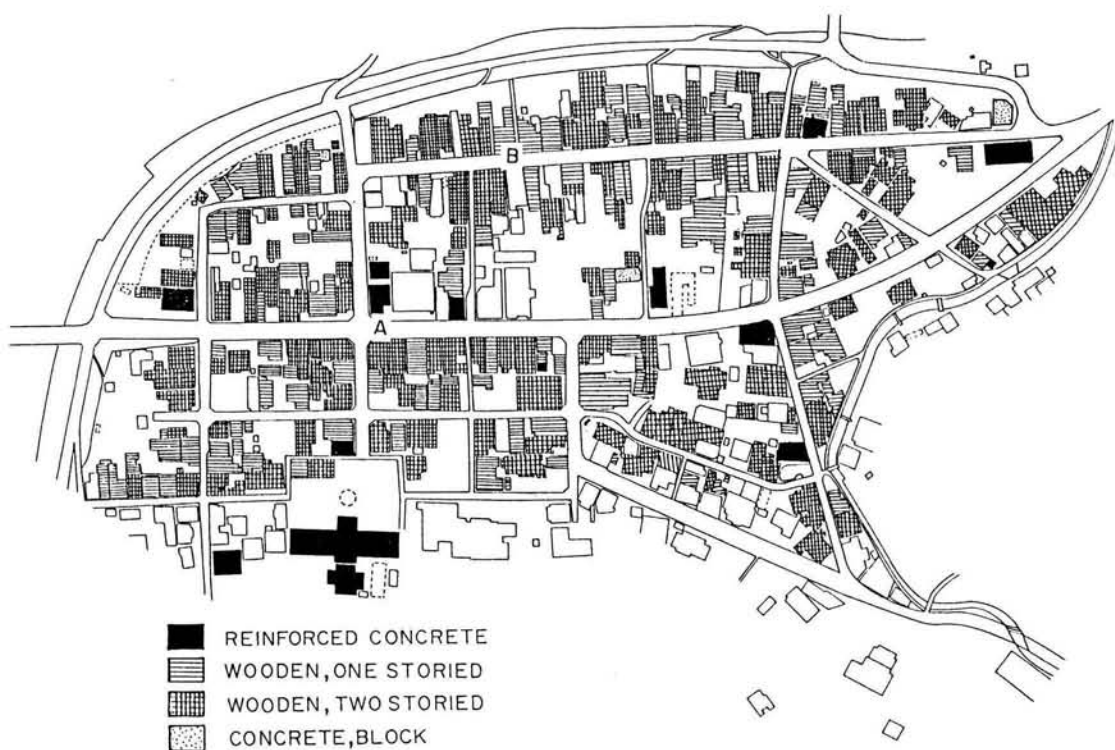 B
A
REINFORCED CONCRETE
WOODEN, ONE STORIED
WOODEN, TWO STORIED
CONCRETE, BLOCK